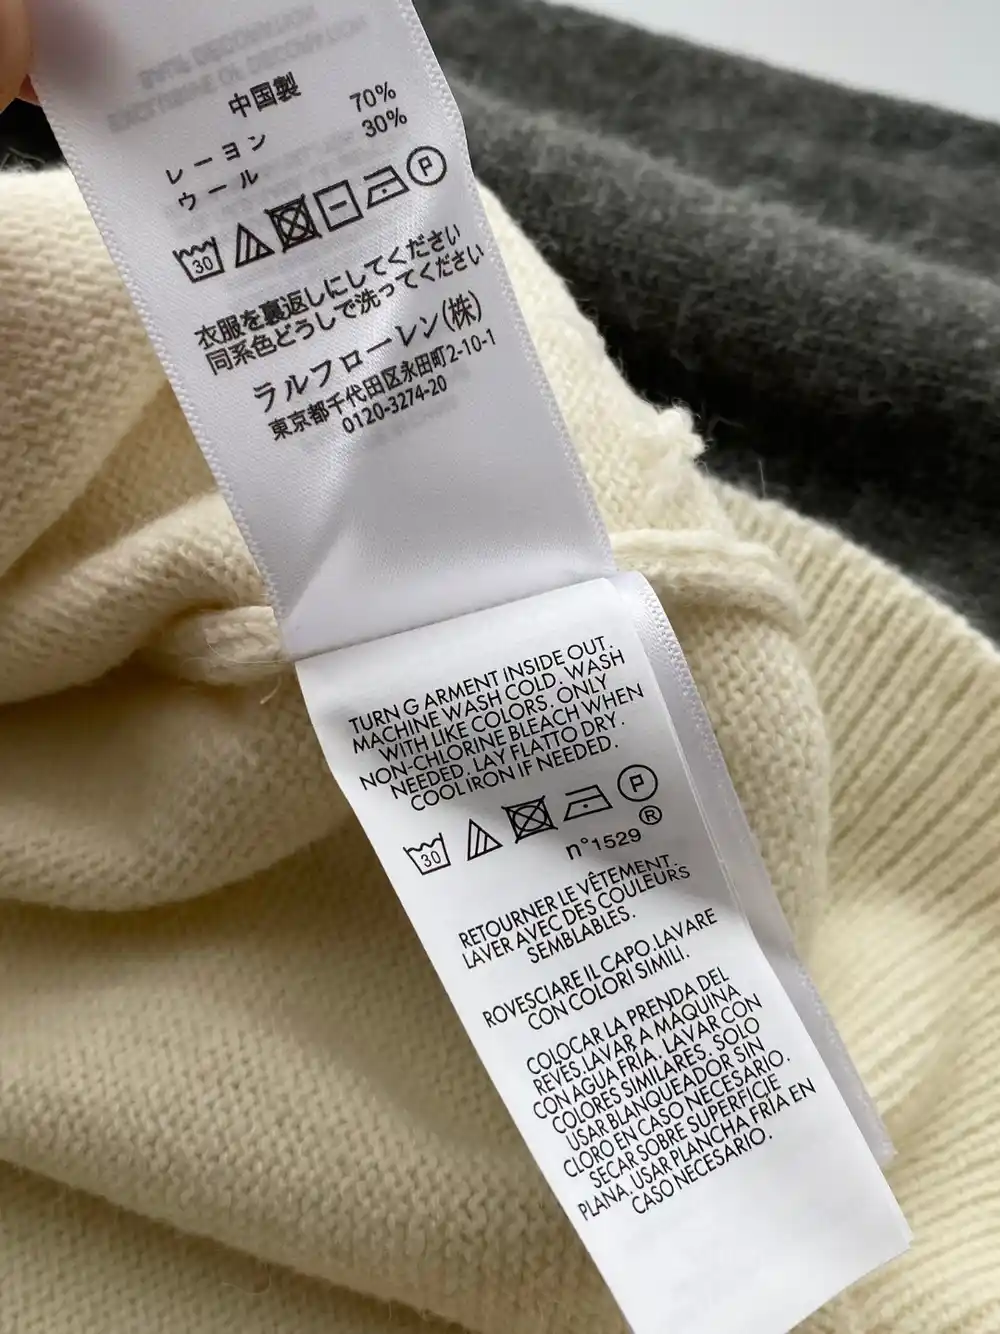 中国製
レーヨン 70%
ウール 30%
30 P
衣服を裏返しにしてください
同系色どうしで洗ってください
ラルフローレン(株)
東京都千代田区永田町2-10-1
0120-3274-20
TURN G ARMENT INSIDE OUT.
MACHINE WASH COLD. WASH
WITH LIKE COLORS. ONLY
NON-CHLORINE BLEACH WHEN
NEEDED. LAY FLATTO DRY.
COOL IRON IF NEEDED.
30 P
n°1529 ®
RETOURNER LE VÊTEMENT.
LAVER AVEC DES COULEURS
SEMBLABLES.
ROVESCIARE IL CAPO. LAVARE
CON COLORI SIMILI.
COLOCAR LA PRENDA DEL
REVÉS. LAVAR A MAQUINA
CON AGUA FRÍA. LAVAR CON
COLORES SIMILARES. SOLO
USAR BLANQUEADOR SIN
CLORO EN CASO NECESARIO.
SECAR SOBRE SUPERFICIE
PLANA. USAR PLANCHA FRIA EN
CASO NECESARIO.